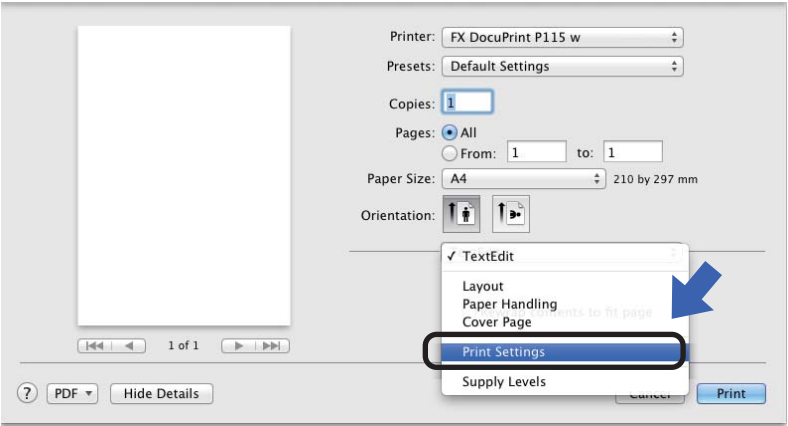 Printer: FX DocuPrint P115 w
Presets: Default Settings
Copies: 1
Pages: All
From: 1 to: 1
Paper Size: A4 210 by 297 mm
Orientation:
✓ TextEdit
Layout
Paper Handling
Cover Page
Print Settings
Supply Levels
1 of 1
? PDF Hide Details Cancel Print